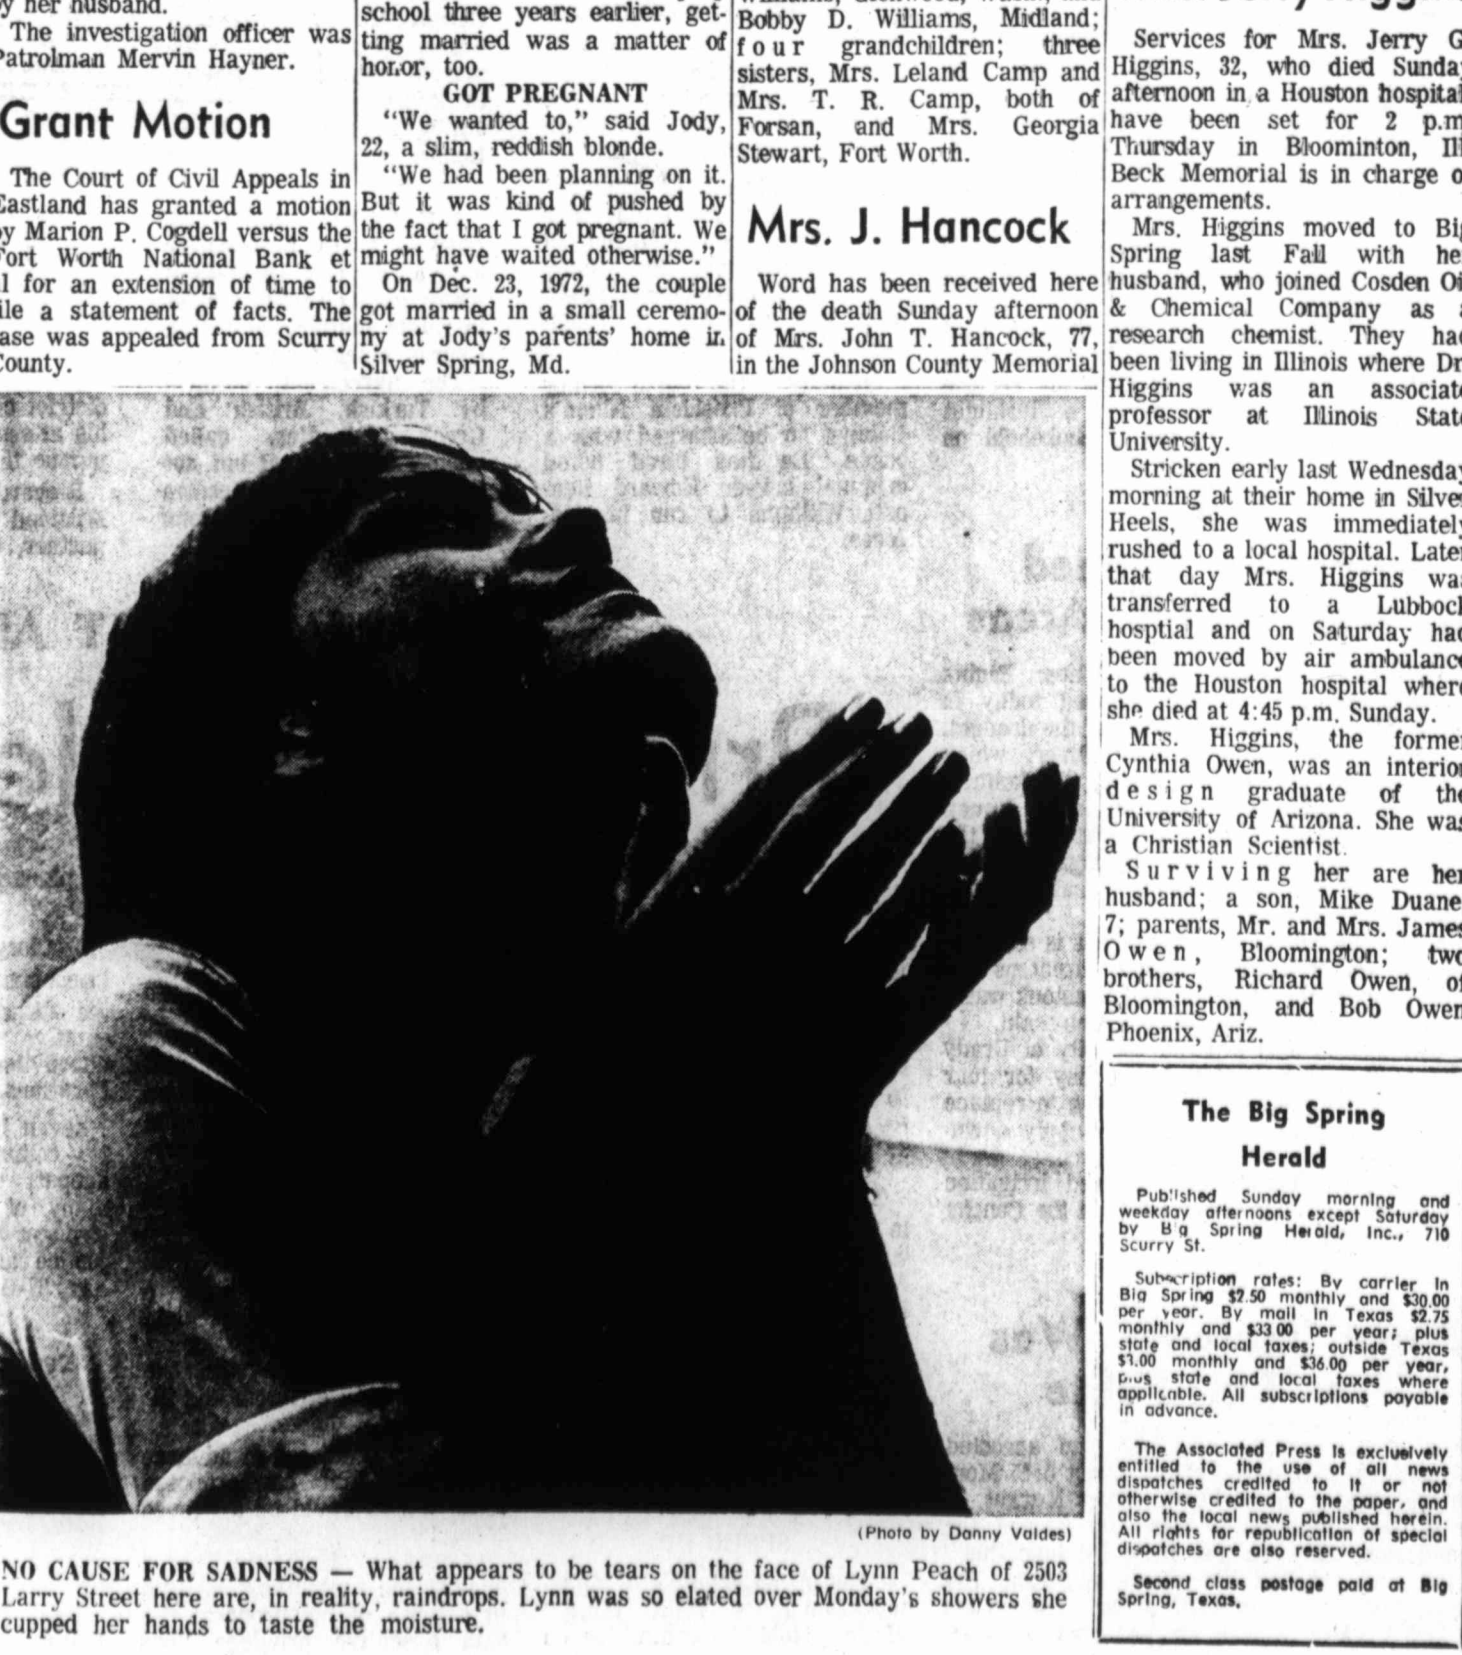 by her husband.
The investigation officer was
Patrolman Mervin Hayner.
Grant Motion
The Court of Civil Appeals in
Eastland has granted a motion
by Marion P. Cogdell versus the
Fort Worth National Bank et
for an extension of time to
a statement of facts. The
was appealed from Scurry
County.
school three years earlier, get-
ting married was a matter of
honor, too.
GOT PREGNANT
"We wanted to," said Jody,
22, a slim, reddish blonde.
"We had been planning on it.
But it was kind of pushed by
the fact that I got pregnant. We
might have waited otherwise."
On Dec. 23, 1972, the couple
got married in a small ceremo-
ny at Jody's parents' home in
Silver Spring, Md.
Bobby D. Williams, Midland;
four grandchildren; three
sisters, Mrs. Leland Camp and
Mrs. T. R. Camp, both of
Forsan, and Mrs. Georgia
Stewart, Fort Worth.
Mrs. J. Hancock
Word has been received here
of the death Sunday afternoon
of Mrs. John T. Hancock, 77,
in the Johnson County Memorial
Services for Mrs. Jerry G.
Higgins, 32, who died Sunday
afternoon in a Houston hospital
have been set for 2 p.m.
Thursday in Bloominton, Ill.
Beck Memorial is in charge of
arrangements.
Mrs. Higgins moved to Big
Spring last Fall with her
husband, who joined Cosden Oil
& Chemical Company as a
research chemist. They had
been living in Illinois where Dr.
Higgins was an associate
professor at Illinois State
University.
Stricken early last Wednesday
morning at their home in Silver
Heels, she was immediately
rushed to a local hospital. Later
that day Mrs. Higgins was
transferred to a Lubbock
hosptial and on Saturday had
been moved by air ambulance
to the Houston hospital where
she died at 4:45 p.m. Sunday.
Mrs. Higgins, the former
Cynthia Owen, was an interior
design graduate of the
University of Arizona. She was
a Christian Scientist.
Surviving her are her
husband; a son, Mike Duane,
7; parents, Mr. and Mrs. James
Owen, Bloomington; two
brothers, Richard Owen, of
Bloomington, and Bob Owen
Phoenix, Ariz.
The Big Spring
Herald
Published Sunday morning and
weekday afternoons except Saturday
by Big Spring Herald, Inc., 710
Scurry St.
Subscription rates: By carrier in
Big Spring $2.50 monthly and $30.00
per year. By mail in Texas $2.75
monthly and $33.00 per year; plus
state and local taxes; outside Texas
$3.00 monthly and $36.00 per year,
plus state and local taxes where
applicable. All subscriptions payable
in advance.
The Associated Press is exclusively
entitled to the use of all news
dispatches credited to it or not
otherwise credited to the paper, and
also the local news published herein.
All rights for republication of special
dispatches are also reserved.
Second class postage paid at Big
Spring, Texas.
(Photo by Danny Valdes)
NO CAUSE FOR SADNESS — What appears to be tears on the face of Lynn Peach of 2503
Larry Street here are, in reality, raindrops. Lynn was so elated over Monday's showers she
cupped her hands to taste the moisture.